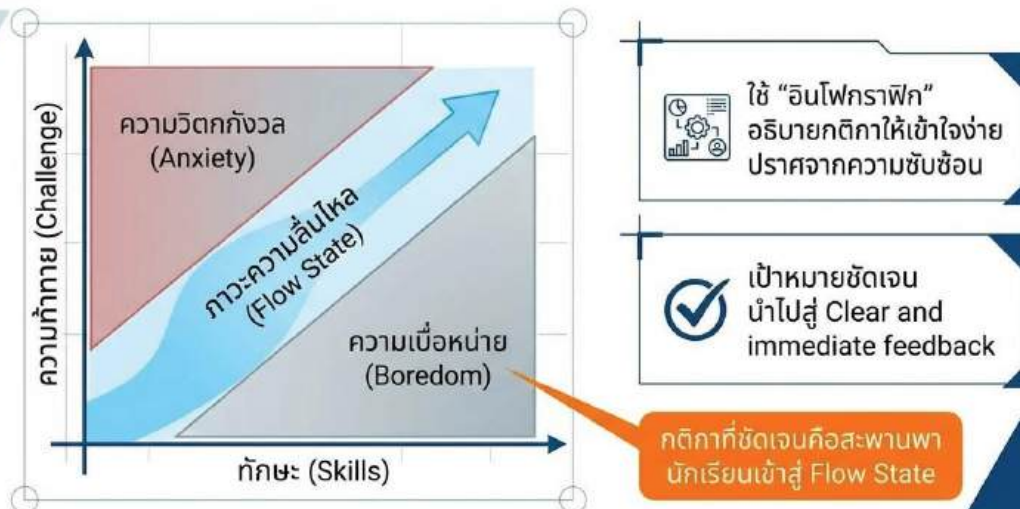 ความท้าทาย (Challenge)
ความวิตกกังวล
(Anxiety)
ภาวะความลื่นไหล
(Flow State)
ความเบื่อหน่าย
(Boredom)
ทักษะ (Skills)
ใช้ “อินโฟกราฟิก”
อธิบายกติกาให้เข้าใจง่าย
ปราศจากความซับซ้อน
เป้าหมายชัดเจน
นำไปสู่ Clear and
immediate feedback
กติกาที่ชัดเจนคือสะพานพา
นักเรียนเข้าสู่ Flow State